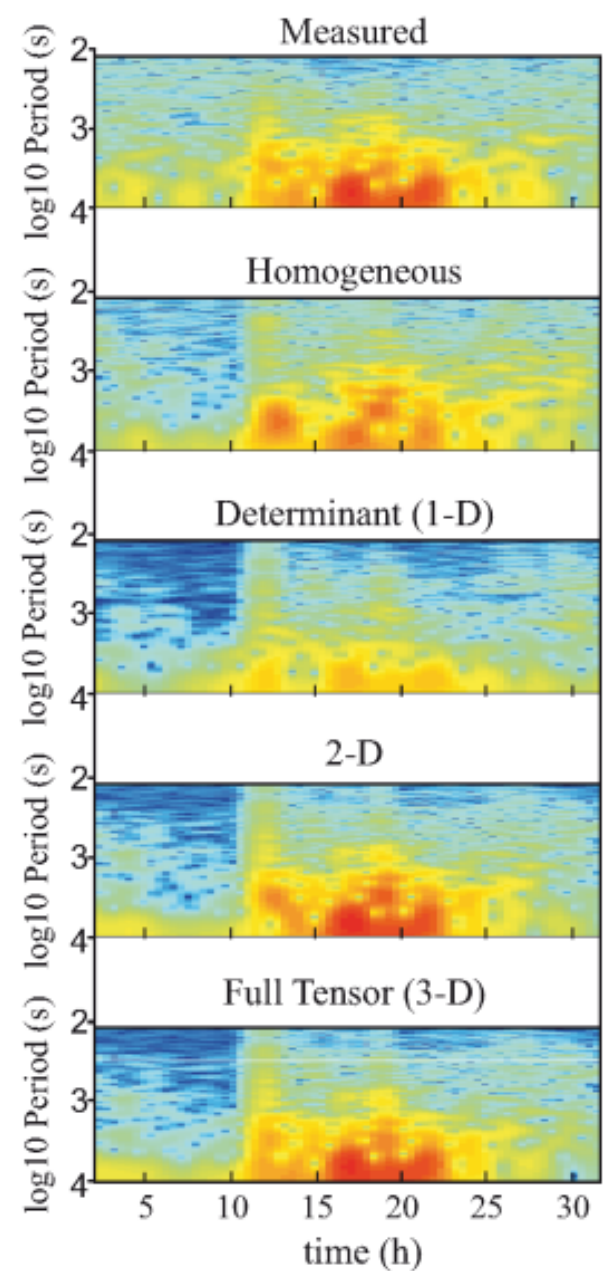 Measured
log10 Period (s)
2
3
4
Homogeneous
log10 Period (s)
2
3
4
Determinant (1-D)
log10 Period (s)
2
3
4
2-D
log10 Period (s)
2
3
4
Full Tensor (3-D)
log10 Period (s)
2
3
4
5 10 15 20 25 30
time (h)